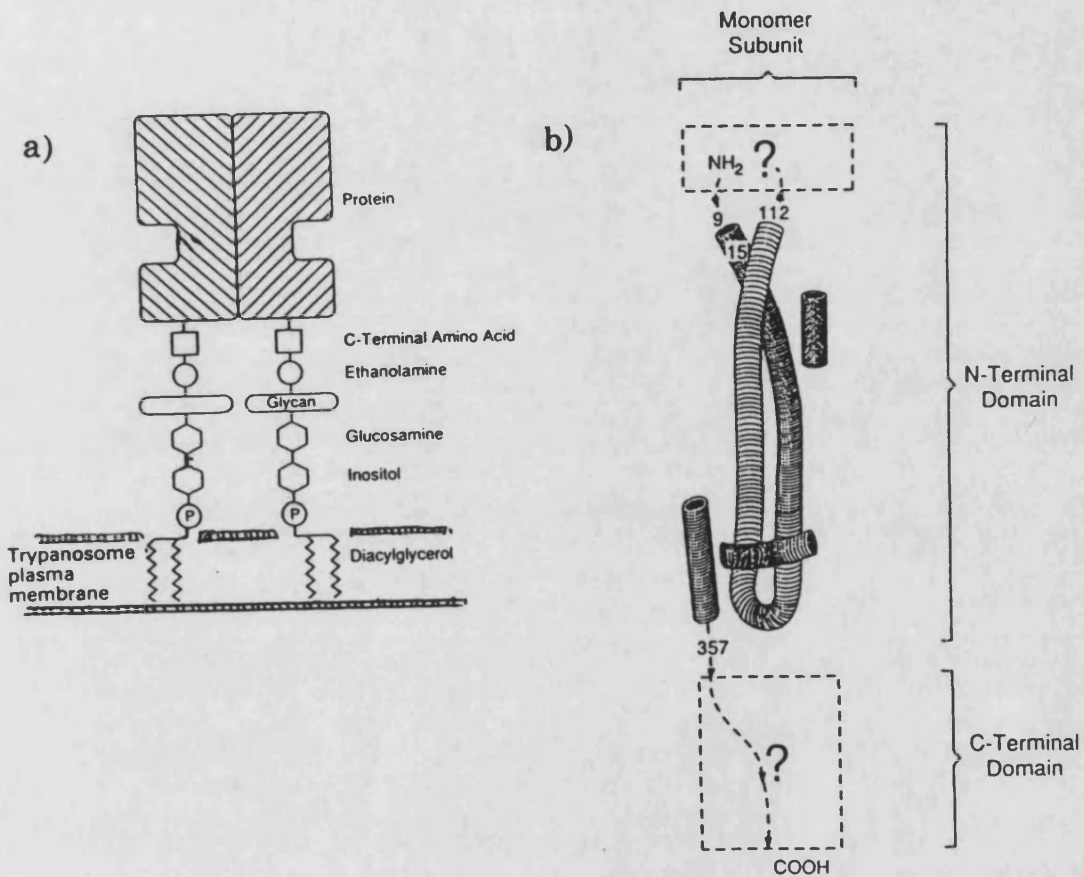 a)
Protein
C-Terminal Amino Acid
Ethanolamine
Glycan
Glucosamine
Inositol
P
P
Trypanosome
plasma
membrane
Diacylglycerol
b)
Monomer
Subunit
NH2
?
9
112
15
N-Terminal
Domain
357
?
C-Terminal
Domain
COOH